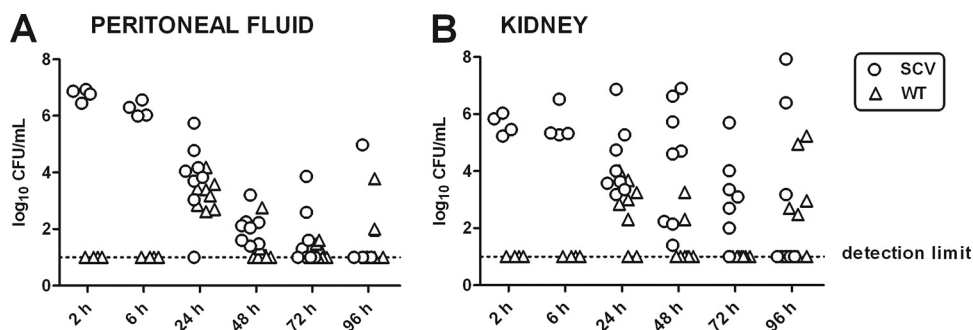 A PERITONEAL FLUID
log10 CFU/mL
8
6
4
2
0
2 h 6 h 24 h 48 h 72 h 96 h
B KIDNEY
log10 CFU/mL
8
6
4
2
0
2 h 6 h 24 h 48 h 72 h 96 h
SCV
WT
detection limit